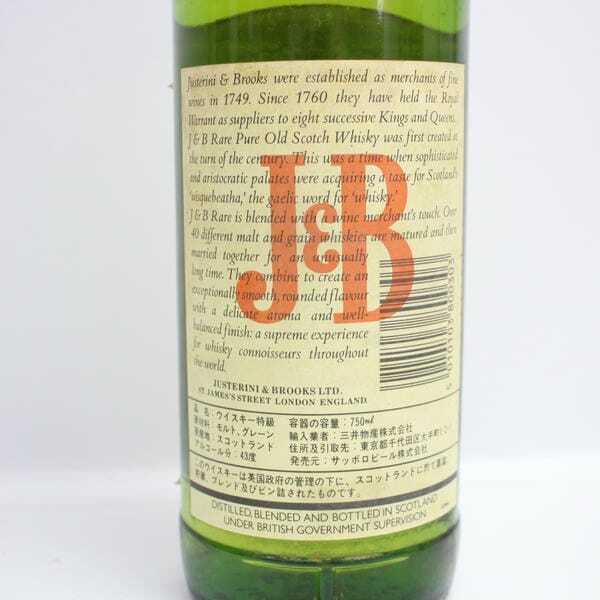 Justerini & Brooks were established as merchants of fine
wines in 1749. Since 1760 they have held the Royal
Warrant as suppliers to eight successive Kings and Queens.
J & B Rare Pure Old Scotch Whisky was first created at
the turn of the century. This was a time when sophisticated
and aristocratic palates were acquiring a taste for Scotland's
'uisquebeatha,' the gaelic word for 'whisky.'
J & B Rare is blended with a wine merchant's touch. Over
40 different malt and grain whiskies are matured and then
married together for an unusually
long time. They combine to create an
exceptionally smooth, rounded flavour
with a delicate aroma and well-
balanced finish: a supreme experience
for whisky connoisseurs throughout
the world.
J&B
JUSTERINI & BROOKS LTD.
ST. JAMES'S STREET LONDON ENGLAND
品名:ウイスキー特級 容器の容量:750ml
原材料:モルト、グレーン 輸入業者:三井物産株式会社
原産地:スコットランド 住所及引取先:東京都千代田区大手町
アルコール分:43度 発売元:サッポロビール株式会社
このウイスキーは英国政府の管理の下に、スコットランドに於て蒸溜、
貯蔵、ブレンド及びビン詰されたものです。
DISTILLED, BLENDED AND BOTTLED IN SCOTLAND
UNDER BRITISH GOVERNMENT SUPERVISION